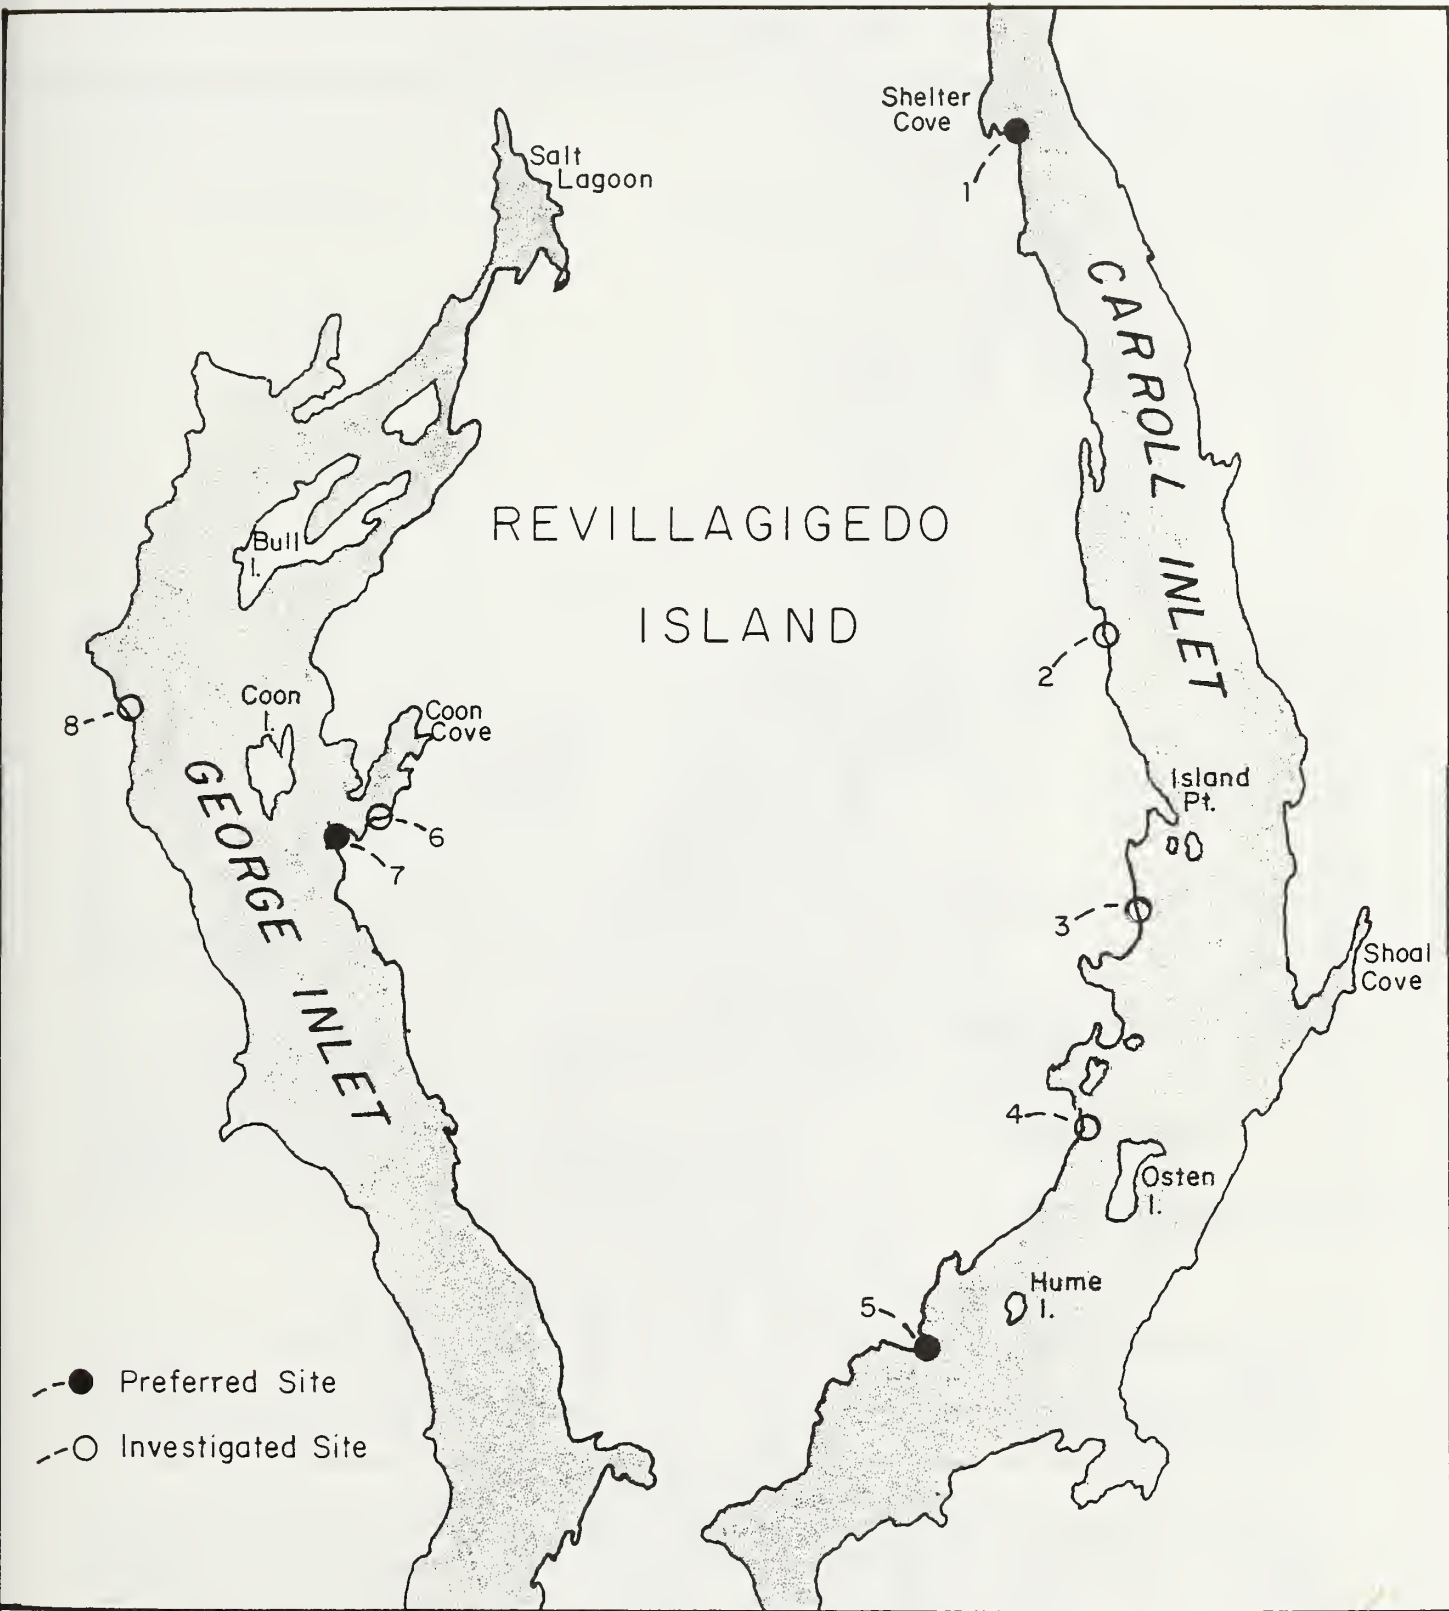 Shelter
Cove
1
Salt
Lagoon
CARROLL INLET
REVILLAGIGEDO
ISLAND
Bull
I.
2
Coon
I.
Coon
Cove
8
GEORGE INLET
6
7
Island
Pt.
3
Shoal
Cove
4
Osten
I.
Hume
I.
5
Preferred Site
Investigated Site